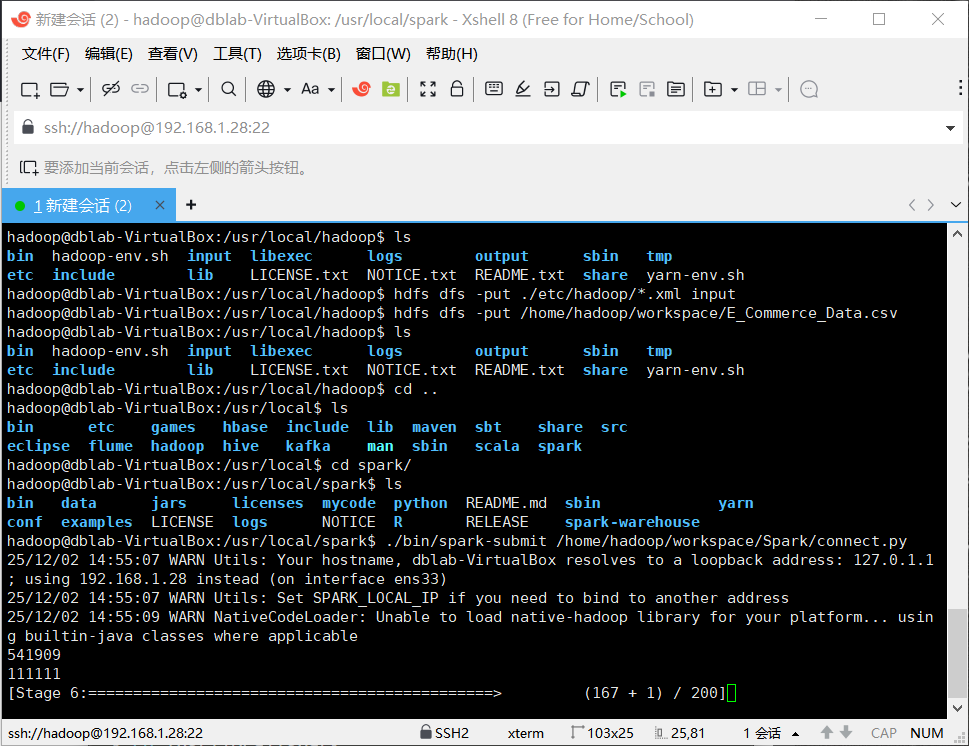 新建会话 (2) - hadoop@dblab-VirtualBox: /usr/local/spark - Xshell 8 (Free for Home/School)
文件(F) 编辑(E) 查看(V) 工具(T) 选项卡(B) 窗口(W) 帮助(H)
Aa
ssh://hadoop@192.168.1.28:22
要添加当前会话，点击左侧的箭头按钮。
1 新建会话 (2)
hadoop@dblab-VirtualBox:/usr/local/hadoop$ ls
bin  hadoop-env.sh  input  libexec      logs        output      sbin   tmp
etc  include        lib    LICENSE.txt  NOTICE.txt  README.txt  share  yarn-env.sh
hadoop@dblab-VirtualBox:/usr/local/hadoop$ hdfs dfs -put ./etc/hadoop/*.xml input
hadoop@dblab-VirtualBox:/usr/local/hadoop$ hdfs dfs -put /home/hadoop/workspace/E_Commerce_Data.csv
hadoop@dblab-VirtualBox:/usr/local/hadoop$ ls
bin  hadoop-env.sh  input  libexec      logs        output      sbin   tmp
etc  include        lib    LICENSE.txt  NOTICE.txt  README.txt  share  yarn-env.sh
hadoop@dblab-VirtualBox:/usr/local/hadoop$ cd ..
hadoop@dblab-VirtualBox:/usr/local$ ls
bin      etc    games   hbase  include  lib  maven  sbt    share  src
eclipse  flume  hadoop  hive   kafka    man  sbin   scala  spark
hadoop@dblab-VirtualBox:/usr/local$ cd spark/
hadoop@dblab-VirtualBox:/usr/local/spark$ ls
bin   data      jars     licenses  mycode  python  README.md  sbin             yarn
conf  examples  LICENSE  logs      NOTICE  R       RELEASE    spark-warehouse
hadoop@dblab-VirtualBox:/usr/local/spark$ ./bin/spark-submit /home/hadoop/workspace/Spark/connect.py
25/12/02 14:55:07 WARN Utils: Your hostname, dblab-VirtualBox resolves to a loopback address: 127.0.1.1
; using 192.168.1.28 instead (on interface ens33)
25/12/02 14:55:07 WARN Utils: Set SPARK_LOCAL_IP if you need to bind to another address
25/12/02 14:55:09 WARN NativeCodeLoader: Unable to load native-hadoop library for your platform... usin
g builtin-java classes where applicable
541909
111111
[Stage 6:=============================================>         (167 + 1) / 200]
ssh://hadoop@192.168.1.28:22 SSH2 xterm 103x25 25,81 1 会话 CAP NUM